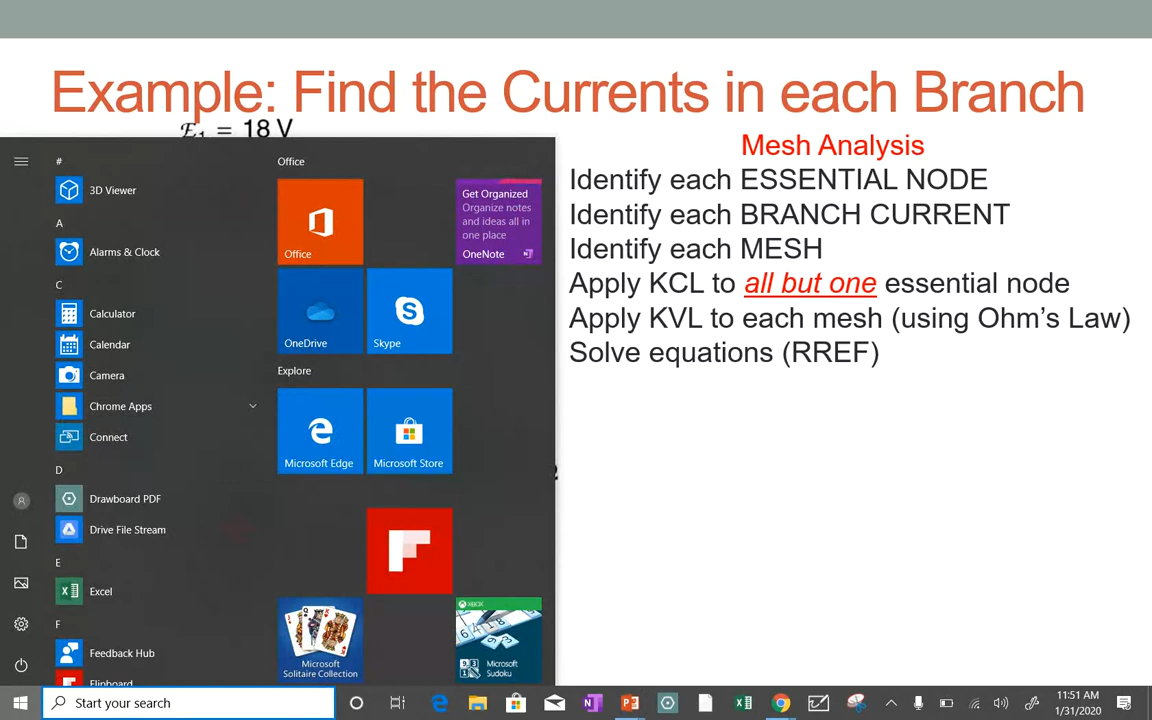 Example: Find the Currents in each Branch
ℰ₁ = 18 V
Mesh Analysis
Identify each ESSENTIAL NODE
Identify each BRANCH CURRENT
Identify each MESH
Apply KCL to all but one essential node
Apply KVL to each mesh (using Ohm's Law)
Solve equations (RREF)
#
3D Viewer
A
Alarms & Clock
C
Calculator
Calendar
Camera
Chrome Apps
Connect
D
Drawboard PDF
Drive File Stream
E
Excel
F
Feedback Hub
Flipboard
Office
Office
Get Organized
Organize notes
and ideas all in
one place
OneNote
OneDrive
Skype
Explore
Microsoft Edge
Microsoft Store
Microsoft
Solitaire Collection
XBOX
Microsoft
Sudoku
Start your search
11:51 AM
1/31/2020